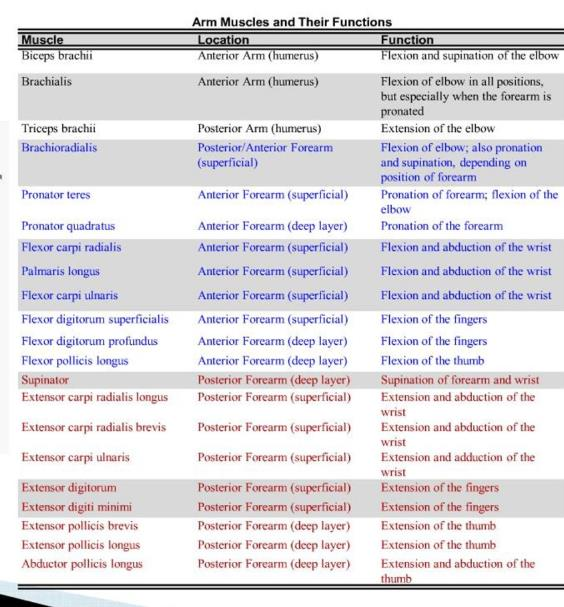 Arm Muscles and Their Functions
Muscle Location Function
Biceps brachii Anterior Arm (humerus) Flexion and supination of the elbow
Brachialis Anterior Arm (humerus) Flexion of elbow in all positions,
but especially when the forearm is
pronated
Triceps brachii Posterior Arm (humerus) Extension of the elbow
Brachioradialis Posterior/Anterior Forearm Flexion of elbow; also pronation
(superficial) and supination, depending on
position of forearm
Pronator teres Anterior Forearm (superficial) Pronation of forearm; flexion of the
elbow
Pronator quadratus Anterior Forearm (deep layer) Pronation of the forearm
Flexor carpi radialis Anterior Forearm (superficial) Flexion and abduction of the wrist
Palmaris longus Anterior Forearm (superficial) Flexion and abduction of the wrist
Flexor carpi ulnaris Anterior Forearm (superficial) Flexion and abduction of the wrist
Flexor digitorum superficialis Anterior Forearm (superficial) Flexion of the fingers
Flexor digitorum profundus Anterior Forearm (deep layer) Flexion of the fingers
Flexor pollicis longus Anterior Forearm (deep layer) Flexion of the thumb
Supinator Posterior Forearm (deep layer) Supination of forearm and wrist
Extensor carpi radialis longus Posterior Forearm (superficial) Extension and abduction of the
wrist
Extensor carpi radialis brevis Posterior Forearm (superficial) Extension and abduction of the
wrist
Extensor carpi ulnaris Posterior Forearm (superficial) Extension and adduction of the
wrist
Extensor digitorum Posterior Forearm (superficial) Extension of the fingers
Extensor digiti minimi Posterior Forearm (superficial) Extension of the fingers
Extensor pollicis brevis Posterior Forearm (deep layer) Extension of the thumb
Extensor pollicis longus Posterior Forearm (deep layer) Extension of the thumb
Abductor pollicis longus Posterior Forearm (deep layer) Extension and abduction of the
thumb